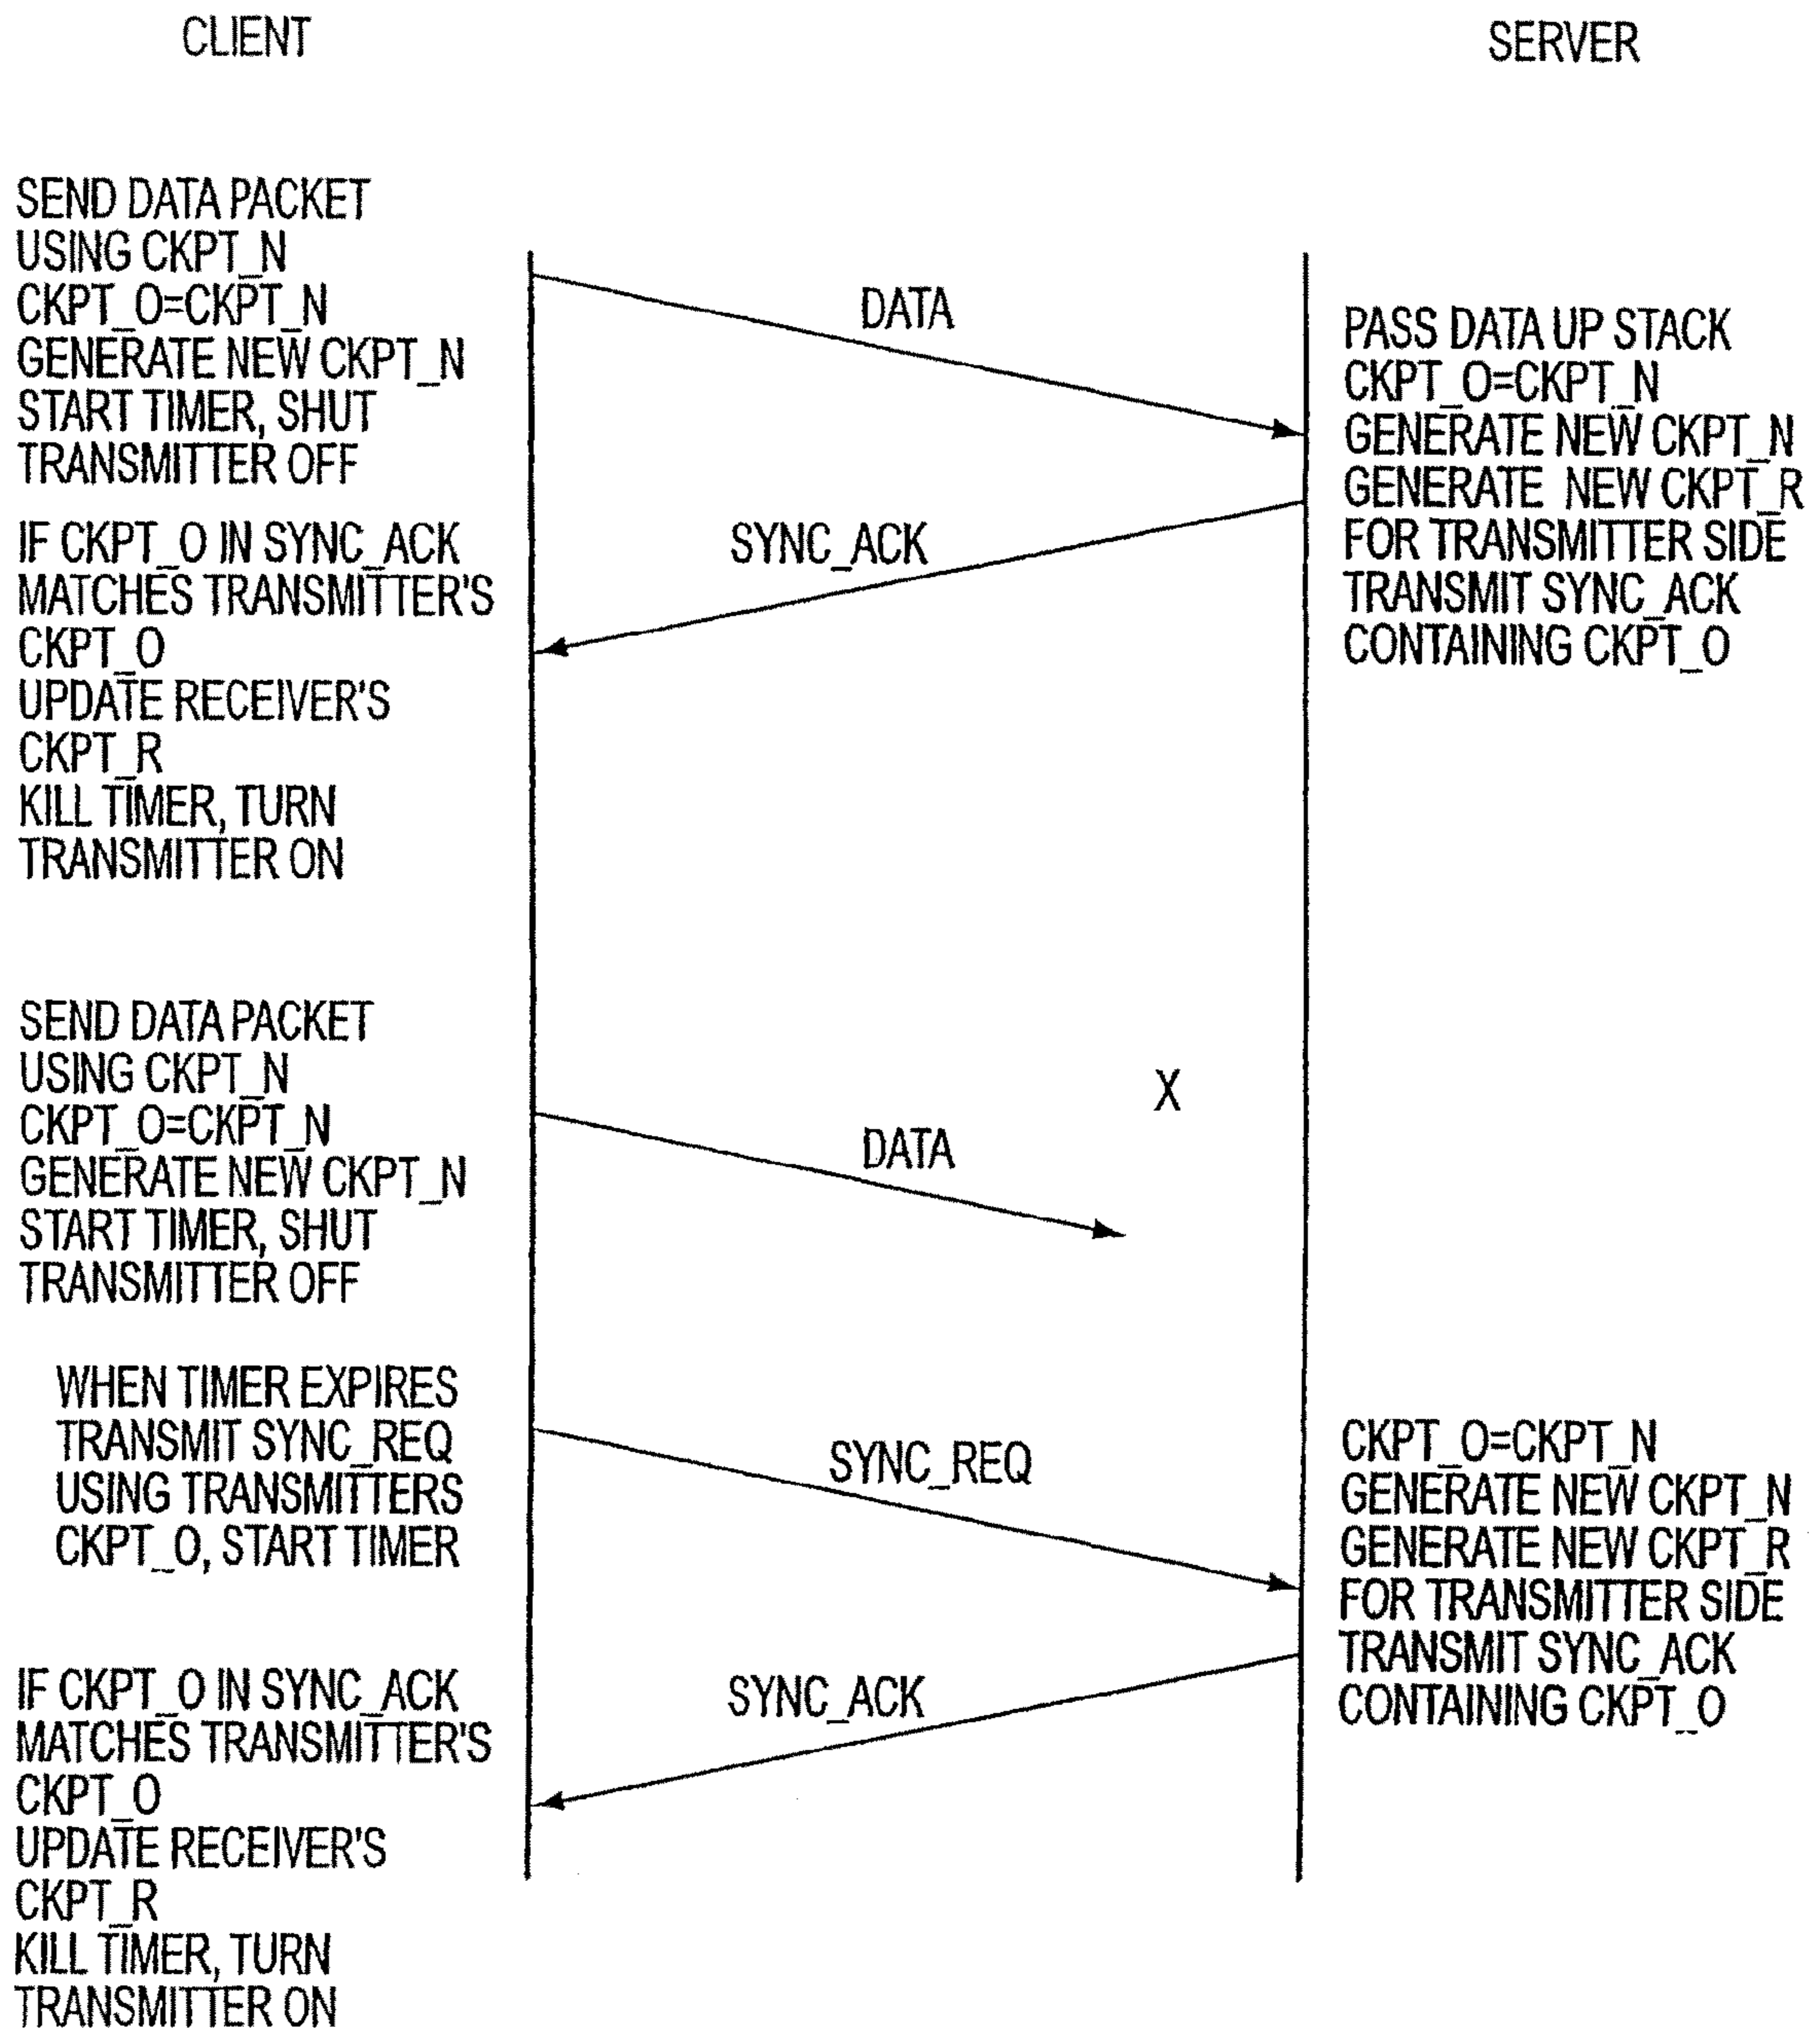 CLIENT
SERVER
SEND DATA PACKET
USING CKPT_N
CKPT_O=CKPT_N
GENERATE NEW CKPT_N
START TIMER, SHUT
TRANSMITTER OFF
DATA
PASS DATA UP STACK
CKPT_O=CKPT_N
GENERATE NEW CKPT_N
GENERATE NEW CKPT_R
FOR TRANSMITTER SIDE
TRANSMIT SYNC_ACK
CONTAINING CKPT_O
SYNC_ACK
IF CKPT_O IN SYNC_ACK
MATCHES TRANSMITTER'S
CKPT_O
UPDATE RECEIVER'S
CKPT_R
KILL TIMER, TURN
TRANSMITTER ON
SEND DATA PACKET
USING CKPT_N
CKPT_O=CKPT_N
GENERATE NEW CKPT_N
START TIMER, SHUT
TRANSMITTER OFF
DATA
X
WHEN TIMER EXPIRES
TRANSMIT SYNC_REQ
USING TRANSMITTERS
CKPT_O, START TIMER
SYNC_REQ
CKPT_O=CKPT_N
GENERATE NEW CKPT_N
GENERATE NEW CKPT_R
FOR TRANSMITTER SIDE
TRANSMIT SYNC_ACK
CONTAINING CKPT_O
SYNC_ACK
IF CKPT_O IN SYNC_ACK
MATCHES TRANSMITTER'S
CKPT_O
UPDATE RECEIVER'S
CKPT_R
KILL TIMER, TURN
TRANSMITTER ON